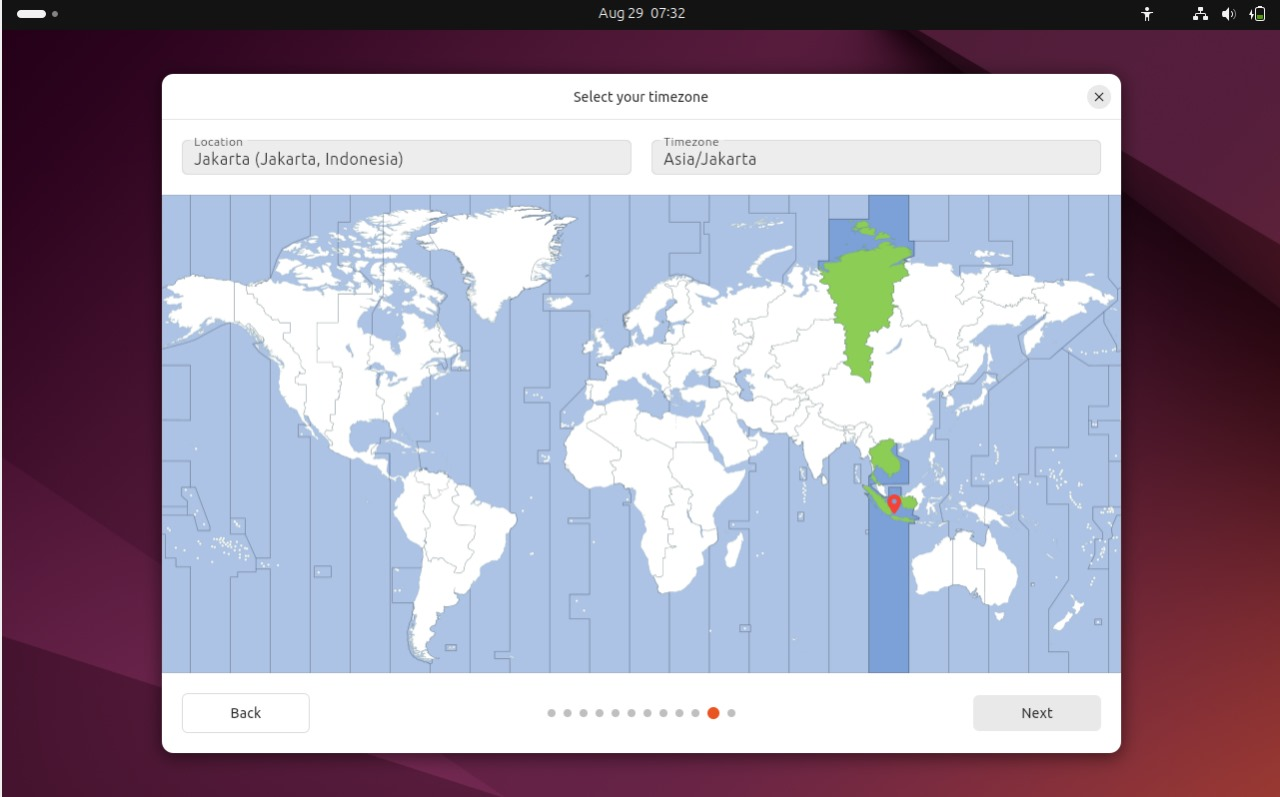 Aug 29 07:32
Select your timezone
Location
Jakarta (Jakarta, Indonesia)
Timezone
Asia/Jakarta
Back
Next